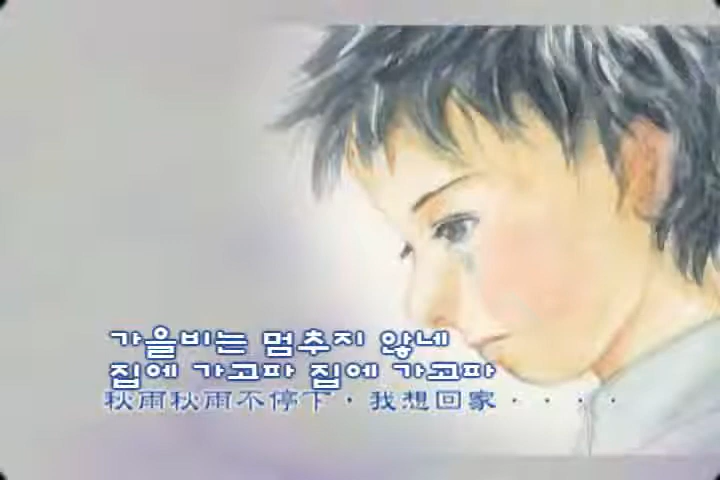 가을비는 멈추지 않네
집에 가고파 집에 가고파
秋雨秋雨不停下，我想回家．．．．